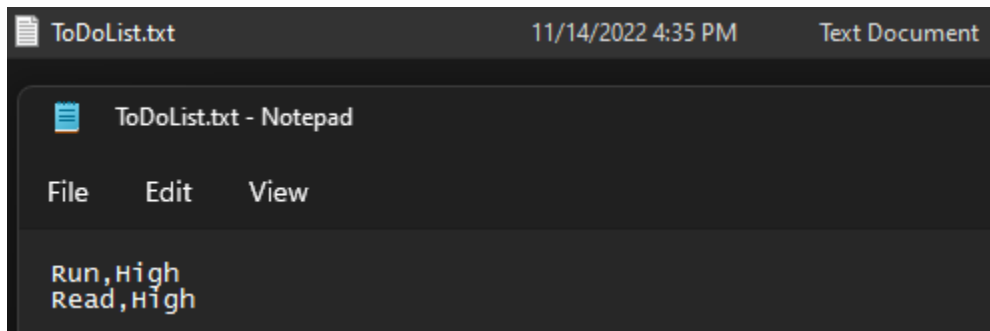 ToDoList.txt 11/14/2022 4:35 PM Text Document
ToDoList.txt - Notepad
File Edit View
Run,High
Read,High